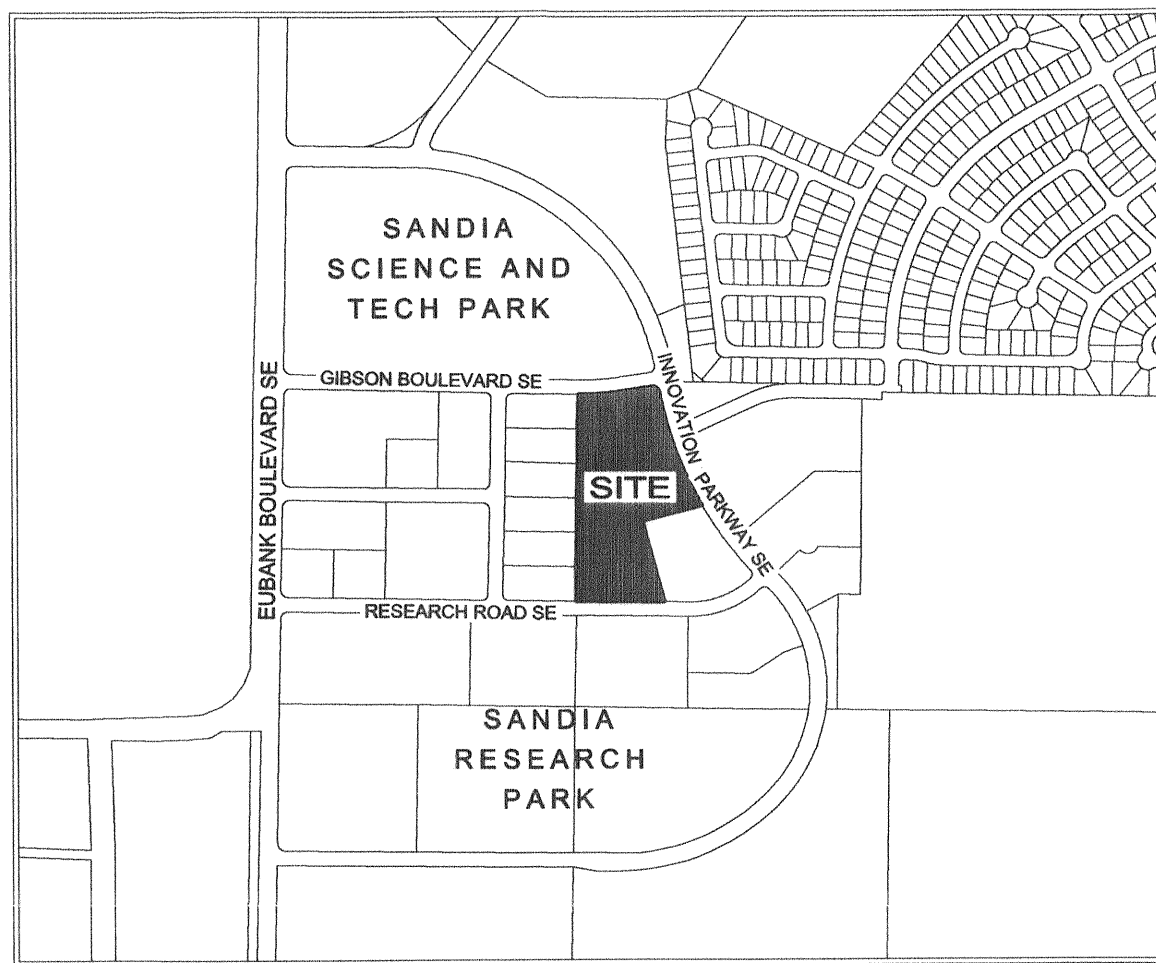 SANDIA
SCIENCE AND
TECH PARK
GIBSON BOULEVARD SE
INNOVATION PARKWAY SE
EUBANK BOULEVARD SE
SITE
RESEARCH ROAD SE
SANDIA
RESEARCH
PARK